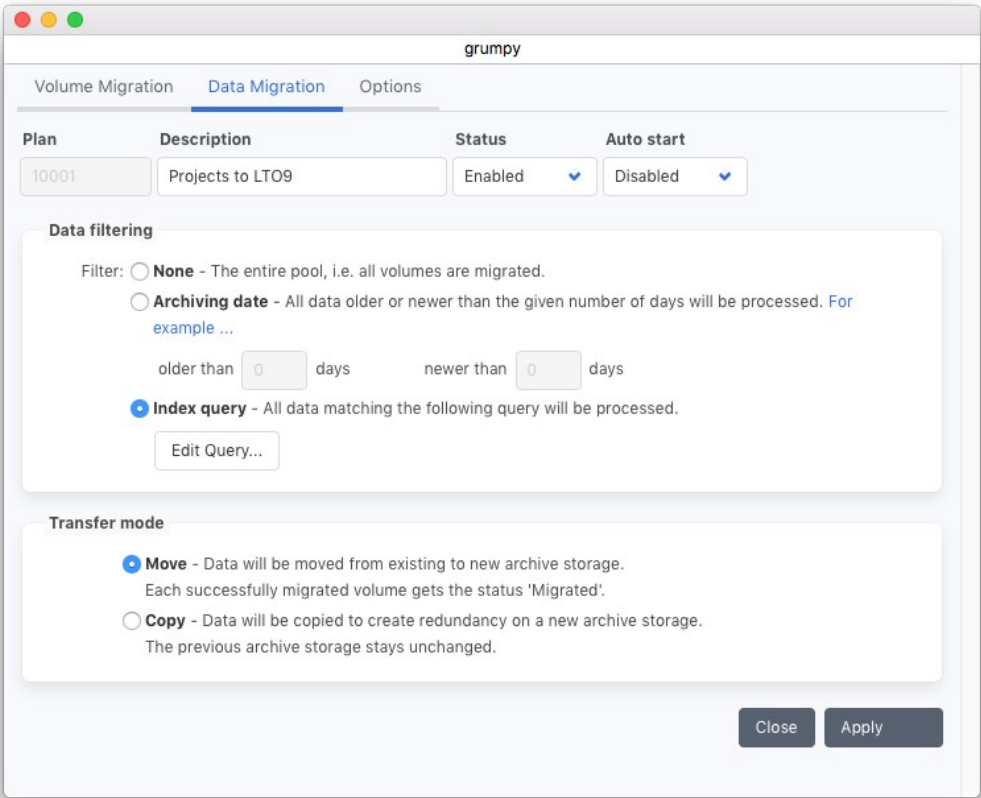 grumpy
Volume Migration Data Migration Options
Plan Description Status Auto start
10001 Projects to LTO9 Enabled Disabled
Data filtering
Filter: None - The entire pool, i.e. all volumes are migrated.
Archiving date - All data older or newer than the given number of days will be processed. For
example ...
older than 0 days newer than 0 days
Index query - All data matching the following query will be processed.
Edit Query...
Transfer mode
Move - Data will be moved from existing to new archive storage.
Each successfully migrated volume gets the status 'Migrated'.
Copy - Data will be copied to create redundancy on a new archive storage.
The previous archive storage stays unchanged.
Close Apply